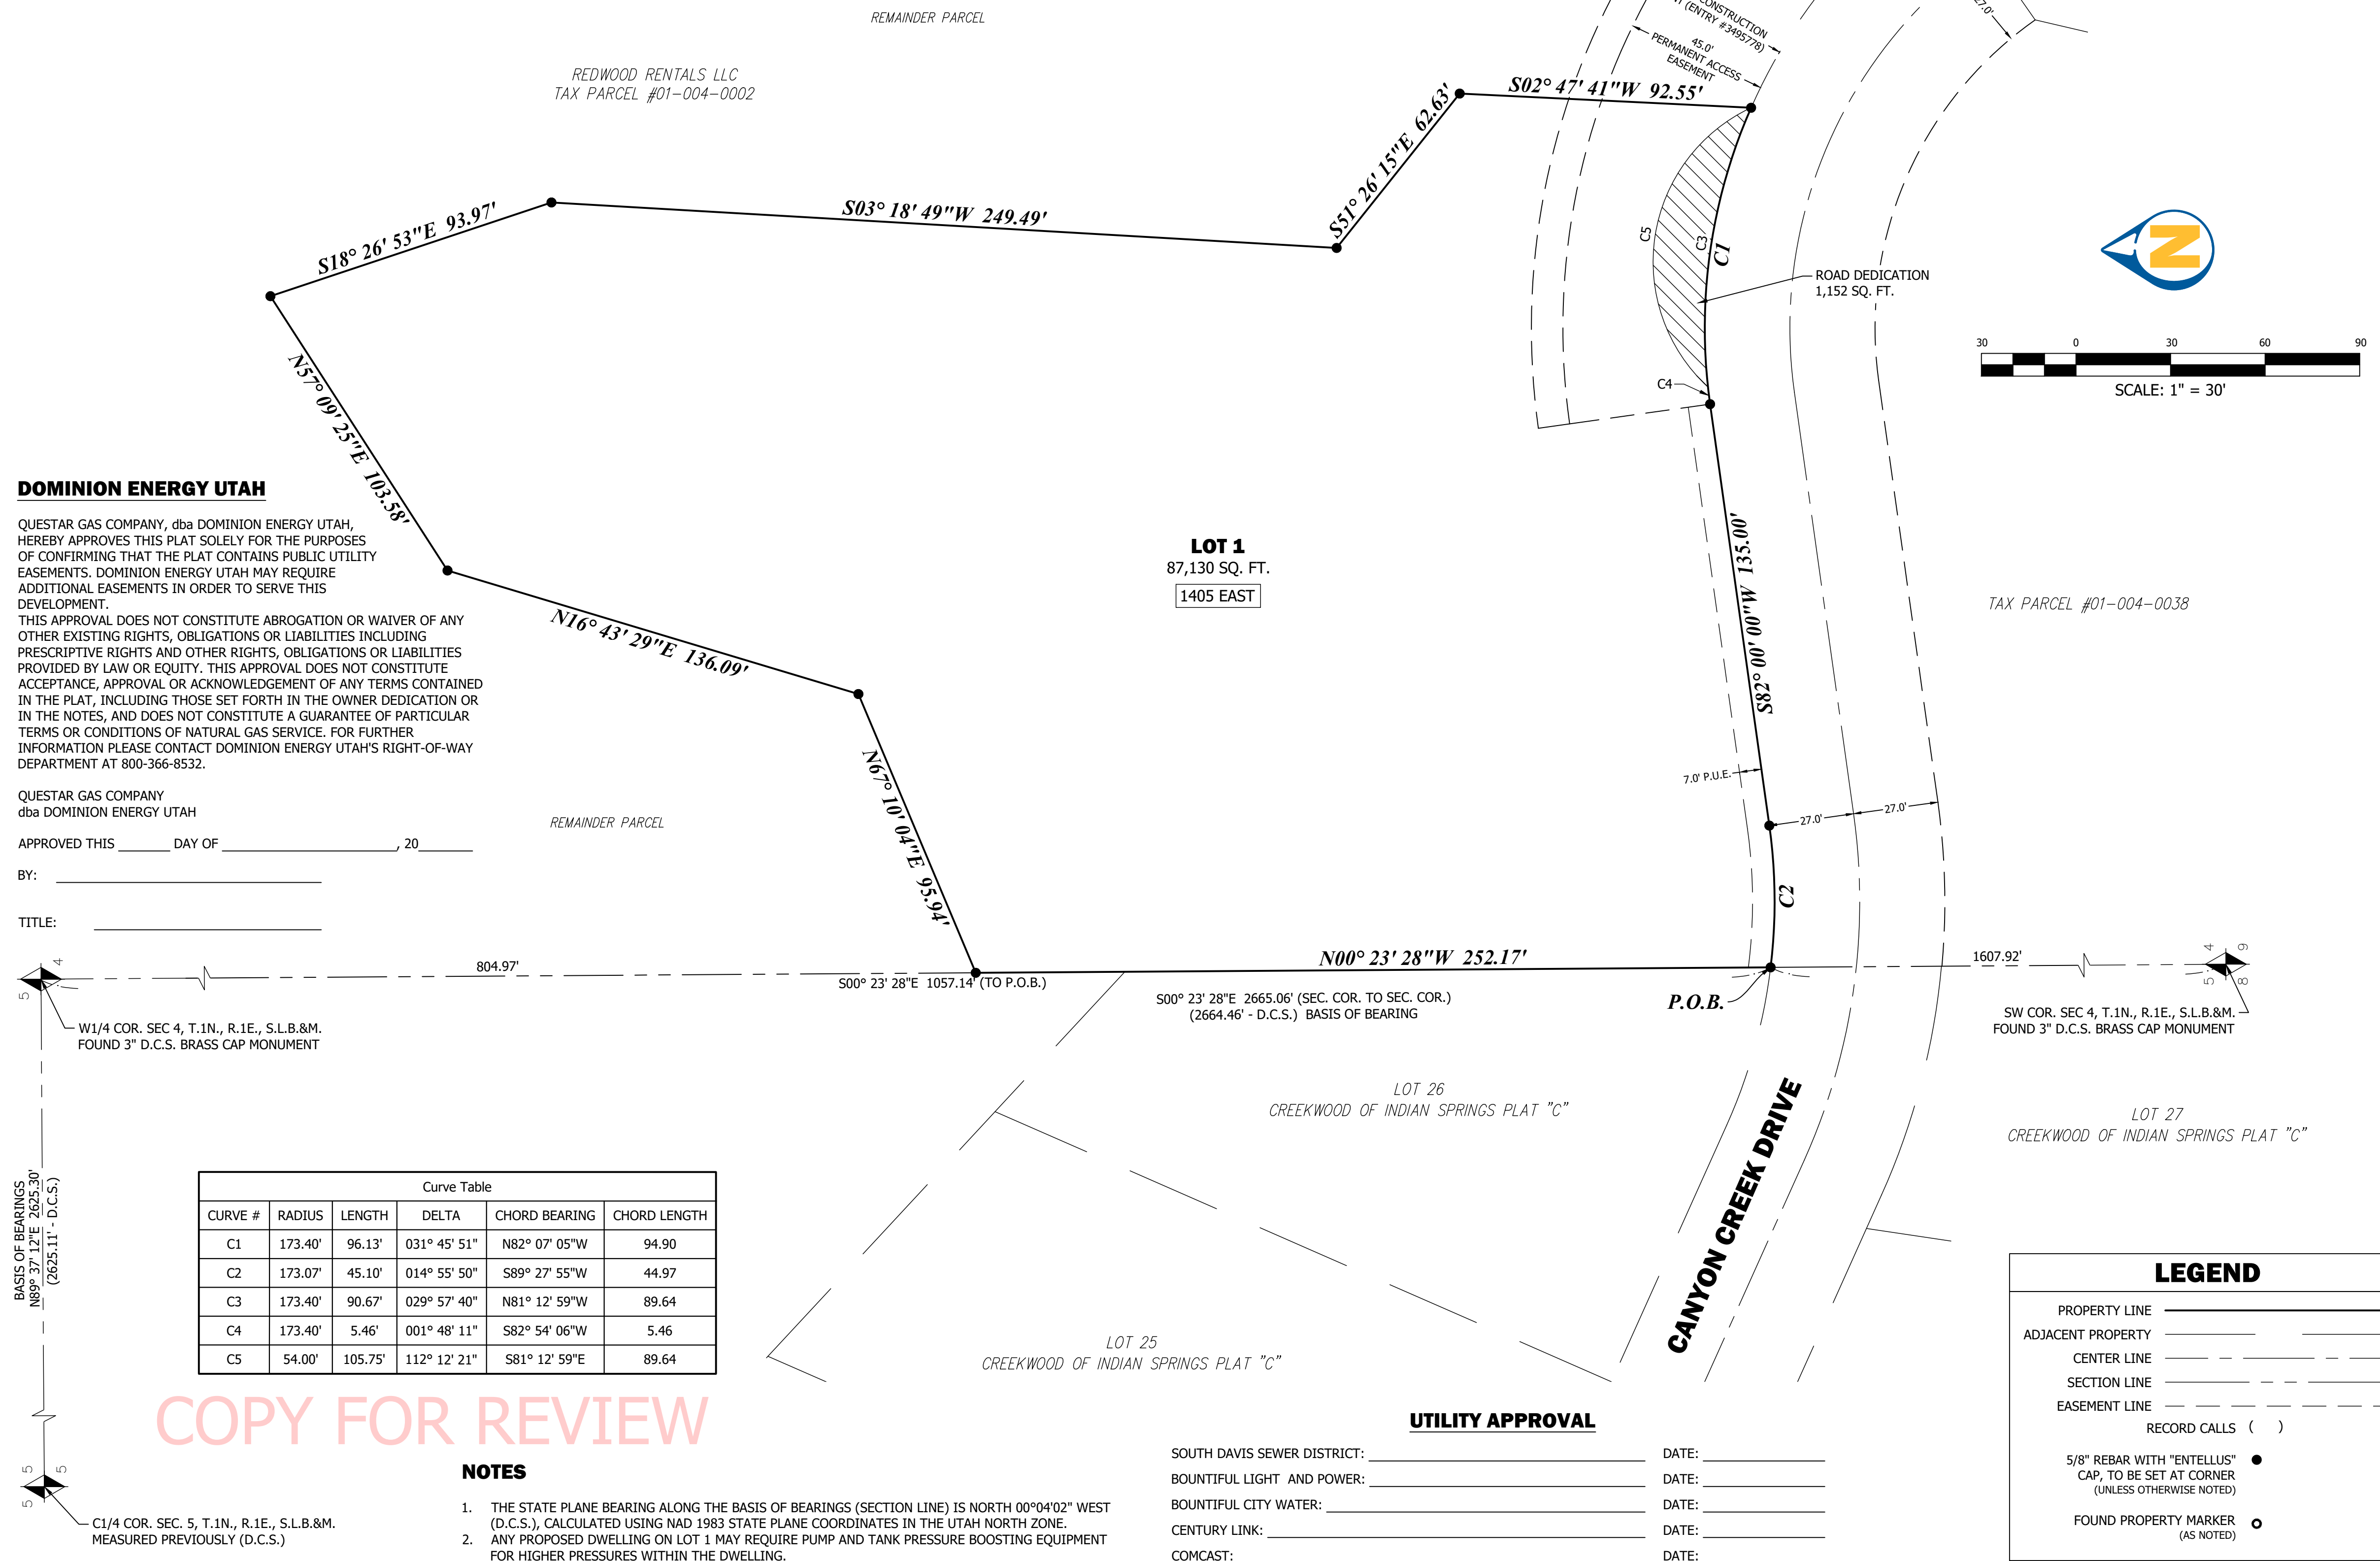 REMAINDER PARCEL
REDWOOD RENTALS LLC
TAX PARCEL #01-004-0002
CONSTRUCTION
(ENTRY #3495778)
45.0'
PERMANENT ACCESS
EASEMENT
27.0'
S02° 47' 41"W 92.55'
S51° 26' 15"E 62.63'
S03° 18' 49"W 249.49'
S18° 26' 53"E 93.97'
C5
C3
C1
ROAD DEDICATION
1,152 SQ. FT.
C4
N
30 0 30 60 90
SCALE: 1" = 30'
N57° 09' 25"E 103.58'
DOMINION ENERGY UTAH
QUESTAR GAS COMPANY, dba DOMINION ENERGY UTAH,
HEREBY APPROVES THIS PLAT SOLELY FOR THE PURPOSES
OF CONFIRMING THAT THE PLAT CONTAINS PUBLIC UTILITY
EASEMENTS. DOMINION ENERGY UTAH MAY REQUIRE
ADDITIONAL EASEMENTS IN ORDER TO SERVE THIS
DEVELOPMENT.
THIS APPROVAL DOES NOT CONSTITUTE ABROGATION OR WAIVER OF ANY
OTHER EXISTING RIGHTS, OBLIGATIONS OR LIABILITIES INCLUDING
PRESCRIPTIVE RIGHTS AND OTHER RIGHTS, OBLIGATIONS OR LIABILITIES
PROVIDED BY LAW OR EQUITY. THIS APPROVAL DOES NOT CONSTITUTE
ACCEPTANCE, APPROVAL OR ACKNOWLEDGEMENT OF ANY TERMS CONTAINED
IN THE PLAT, INCLUDING THOSE SET FORTH IN THE OWNER DEDICATION OR
IN THE NOTES, AND DOES NOT CONSTITUTE A GUARANTEE OF PARTICULAR
TERMS OR CONDITIONS OF NATURAL GAS SERVICE. FOR FURTHER
INFORMATION PLEASE CONTACT DOMINION ENERGY UTAH'S RIGHT-OF-WAY
DEPARTMENT AT 800-366-8532.
QUESTAR GAS COMPANY
dba DOMINION ENERGY UTAH
APPROVED THIS _______ DAY OF ________________________, 20_______
BY:
TITLE:
LOT 1
87,130 SQ. FT.
1405 EAST
S82° 00' 00"W 135.00'
TAX PARCEL #01-004-0038
N16° 43' 29"E 136.09'
REMAINDER PARCEL
N67° 10' 04"E 95.94'
7.0' P.U.E.
27.0'
27.0'
C2
4
5
804.97'
S00° 23' 28"E 1057.14' (TO P.O.B.)
N00° 23' 28"W 252.17'
1607.92'
4 9
5 8
S00° 23' 28"E 2665.06' (SEC. COR. TO SEC. COR.)
(2664.46' - D.C.S.) BASIS OF BEARING
P.O.B.
W1/4 COR. SEC 4, T.1N., R.1E., S.L.B.&M.
FOUND 3" D.C.S. BRASS CAP MONUMENT
SW COR. SEC 4, T.1N., R.1E., S.L.B.&M.
FOUND 3" D.C.S. BRASS CAP MONUMENT
LOT 26
CREEKWOOD OF INDIAN SPRINGS PLAT "C"
LOT 27
CREEKWOOD OF INDIAN SPRINGS PLAT "C"
CANYON CREEK DRIVE
BASIS OF BEARINGS
N89° 37' 12"E 2625.30'
(2625.11' - D.C.S.)
Curve Table
CURVE # RADIUS LENGTH DELTA CHORD BEARING CHORD LENGTH
C1 173.40' 96.13' 031° 45' 51" N82° 07' 05"W 94.90
C2 173.07' 45.10' 014° 55' 50" S89° 27' 55"W 44.97
C3 173.40' 90.67' 029° 57' 40" N81° 12' 59"W 89.64
C4 173.40' 5.46' 001° 48' 11" S82° 54' 06"W 5.46
C5 54.00' 105.75' 112° 12' 21" S81° 12' 59"E 89.64
LOT 25
CREEKWOOD OF INDIAN SPRINGS PLAT "C"
COPY FOR REVIEW
5 5
5
C1/4 COR. SEC. 5, T.1N., R.1E., S.L.B.&M.
MEASURED PREVIOUSLY (D.C.S.)
NOTES
1. THE STATE PLANE BEARING ALONG THE BASIS OF BEARINGS (SECTION LINE) IS NORTH 00°04'02" WEST
(D.C.S.), CALCULATED USING NAD 1983 STATE PLANE COORDINATES IN THE UTAH NORTH ZONE.
2. ANY PROPOSED DWELLING ON LOT 1 MAY REQUIRE PUMP AND TANK PRESSURE BOOSTING EQUIPMENT
FOR HIGHER PRESSURES WITHIN THE DWELLING.
UTILITY APPROVAL
SOUTH DAVIS SEWER DISTRICT: DATE:
BOUNTIFUL LIGHT AND POWER: DATE:
BOUNTIFUL CITY WATER: DATE:
CENTURY LINK: DATE:
COMCAST: DATE:
LEGEND
PROPERTY LINE
ADJACENT PROPERTY
CENTER LINE
SECTION LINE
EASEMENT LINE
RECORD CALLS ( )
5/8" REBAR WITH "ENTELLUS"
CAP, TO BE SET AT CORNER
(UNLESS OTHERWISE NOTED)
FOUND PROPERTY MARKER
(AS NOTED)